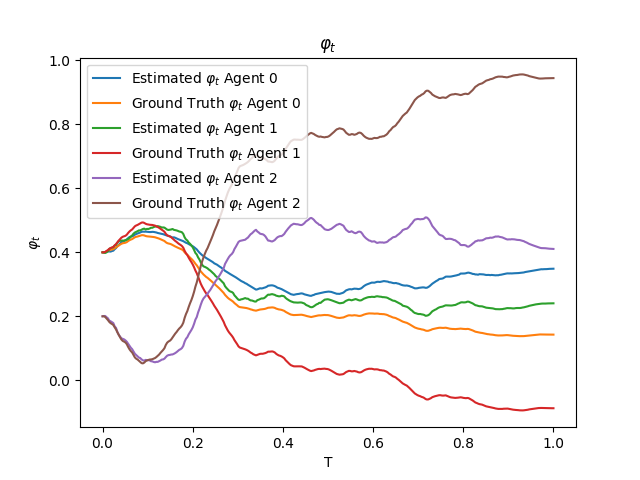 φₜ
1.0
0.8
0.6
0.4
0.2
0.0
φₜ
Estimated φₜ Agent 0
Ground Truth φₜ Agent 0
Estimated φₜ Agent 1
Ground Truth φₜ Agent 1
Estimated φₜ Agent 2
Ground Truth φₜ Agent 2
0.0 0.2 0.4 0.6 0.8 1.0
T